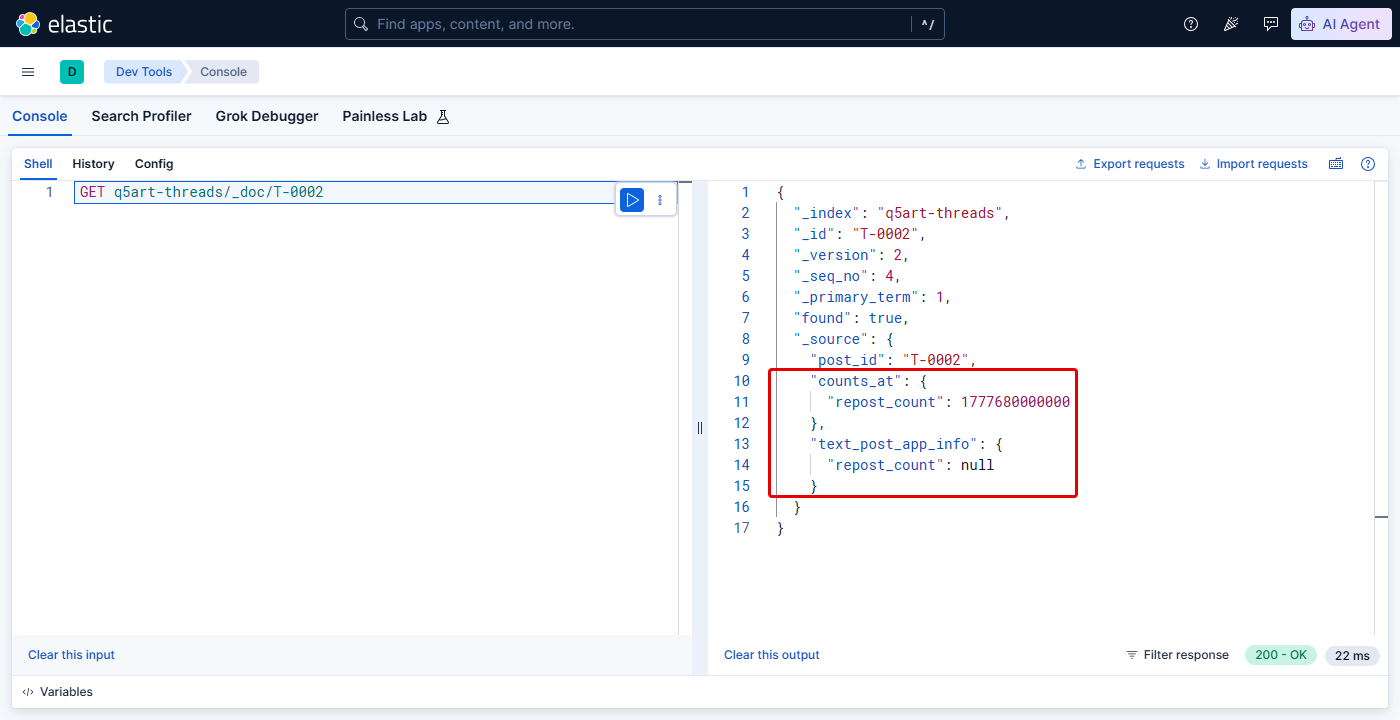 elastic
Find apps, content, and more.
^/
AI Agent
D
Dev Tools
Console
Console
Search Profiler
Grok Debugger
Painless Lab
Shell
History
Config
Export requests
Import requests
1 GET q5art-threads/_doc/T-0002
1 {
2 "_index": "q5art-threads",
3 "_id": "T-0002",
4 "_version": 2,
5 "_seq_no": 4,
6 "_primary_term": 1,
7 "found": true,
8 "_source": {
9 "post_id": "T-0002",
10 "counts_at": {
11 "repost_count": 1777680000000
12 },
13 "text_post_app_info": {
14 "repost_count": null
15 }
16 }
17 }
Clear this input
Clear this output
Filter response
200 - OK
22 ms
Variables